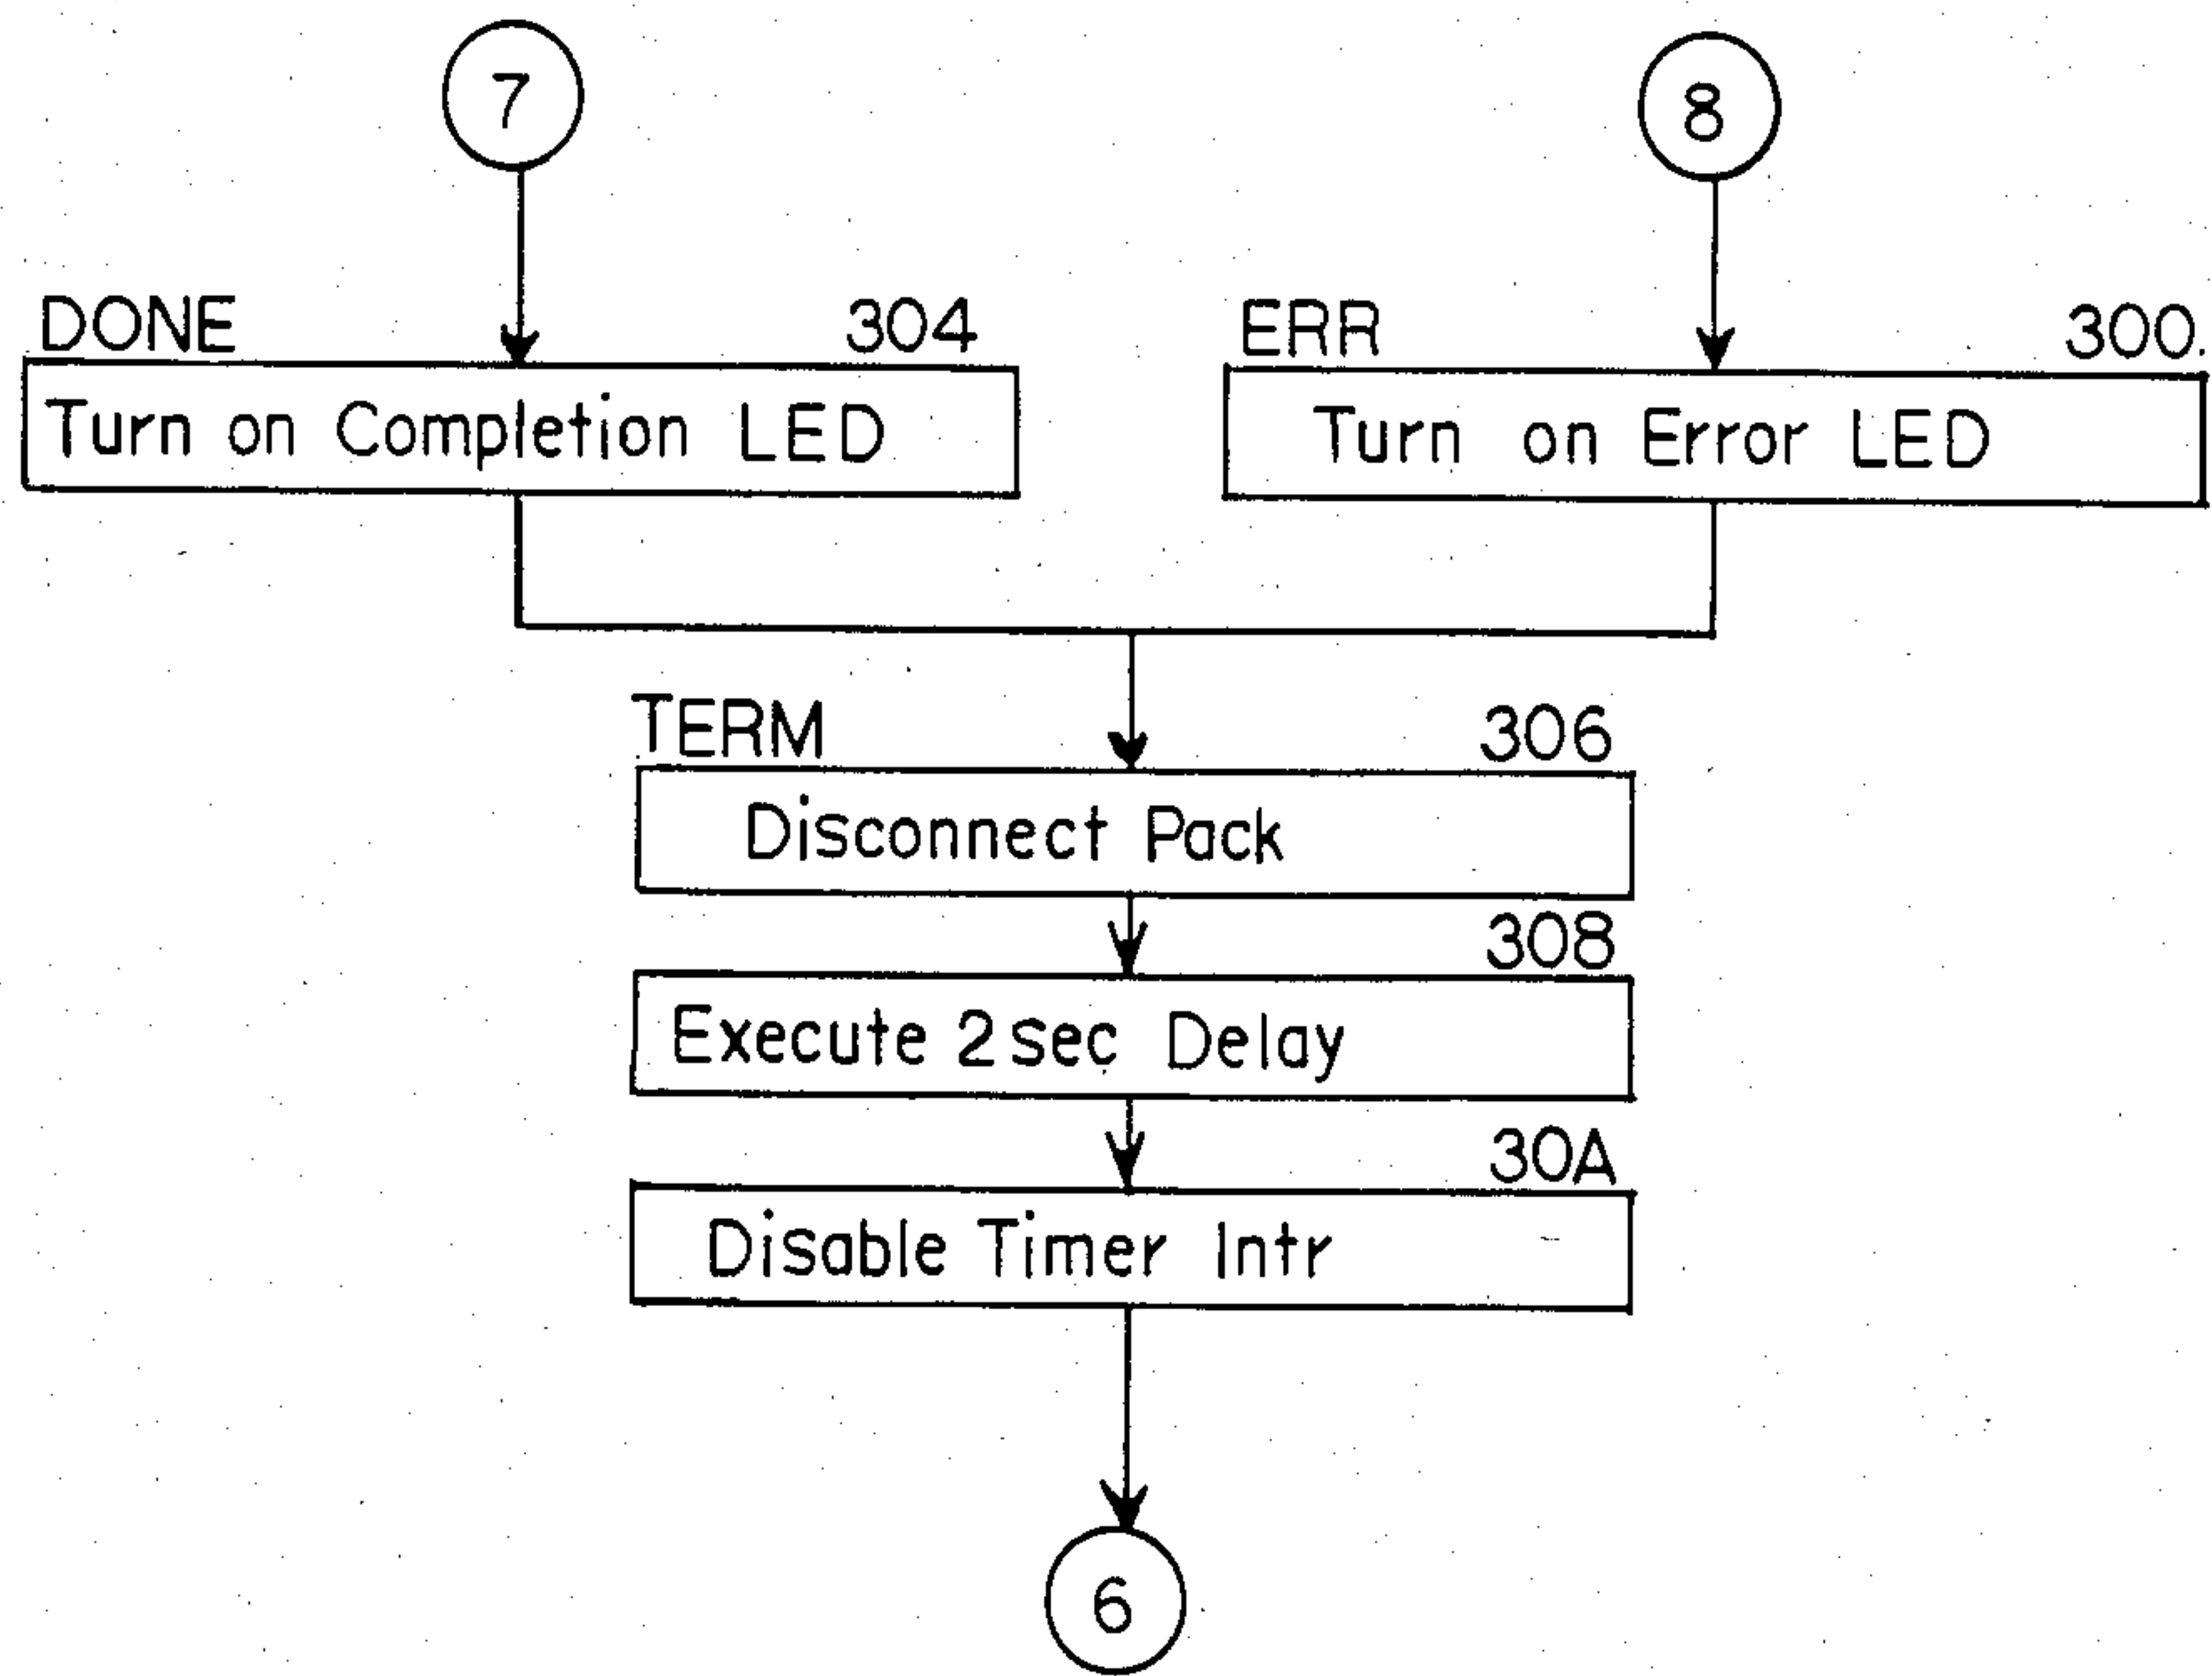 7
8
DONE 304
ERR 300.
Turn on Completion LED
Turn on Error LED
TERM 306
Disconnect Pack
308
Execute 2 sec Delay
30A
Disable Timer Intr
6